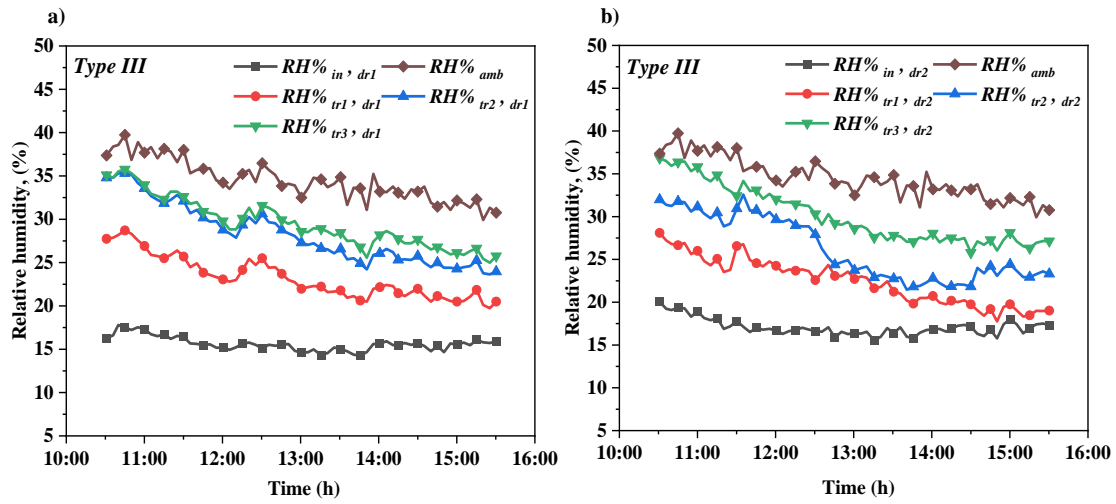 a)
Type III
RH% in , dr1
RH% amb
RH% tr1 , dr1
RH% tr2 , dr1
RH% tr3 , dr1
50
45
40
35
30
25
20
15
10
5
Relative humidity, (%)
10:00 11:00 12:00 13:00 14:00 15:00 16:00
Time (h)
b)
Type III
RH% in , dr2
RH% amb
RH% tr1 , dr2
RH% tr2 , dr2
RH% tr3 , dr2
50
45
40
35
30
25
20
15
10
5
Relative humidity, (%)
10:00 11:00 12:00 13:00 14:00 15:00 16:00
Time (h)